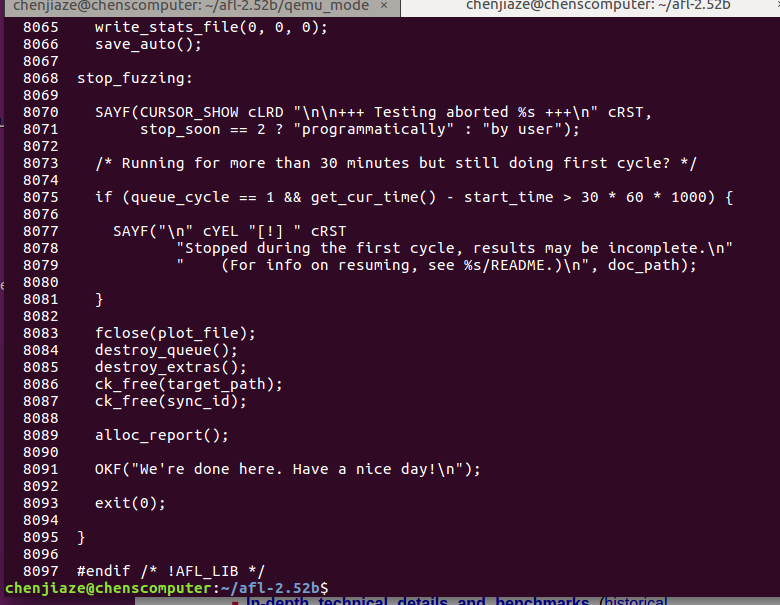 chenjiaze@chenscomputer: ~/afl-2.52b/qemu_mode × chenjiaze@chenscomputer: ~/afl-2.52b
8065 write_stats_file(0, 0, 0);
8066 save_auto();
8067
8068 stop_fuzzing:
8069
8070 SAYF(CURSOR_SHOW cLRD "\n\n+++ Testing aborted %s +++\n" cRST,
8071 stop_soon == 2 ? "programmatically" : "by user");
8072
8073 /* Running for more than 30 minutes but still doing first cycle? */
8074
8075 if (queue_cycle == 1 && get_cur_time() - start_time > 30 * 60 * 1000) {
8076
8077 SAYF("\n" cYEL "[!] " cRST
8078 "Stopped during the first cycle, results may be incomplete.\n"
8079 "    (For info on resuming, see %s/README.)\n", doc_path);
8080
8081 }
8082
8083 fclose(plot_file);
8084 destroy_queue();
8085 destroy_extras();
8086 ck_free(target_path);
8087 ck_free(sync_id);
8088
8089 alloc_report();
8090
8091 OKF("We're done here. Have a nice day!\n");
8092
8093 exit(0);
8094
8095 }
8096
8097 #endif /* !AFL_LIB */
chenjiaze@chenscomputer:~/afl-2.52b$
In-depth technical details and benchmarks (historical